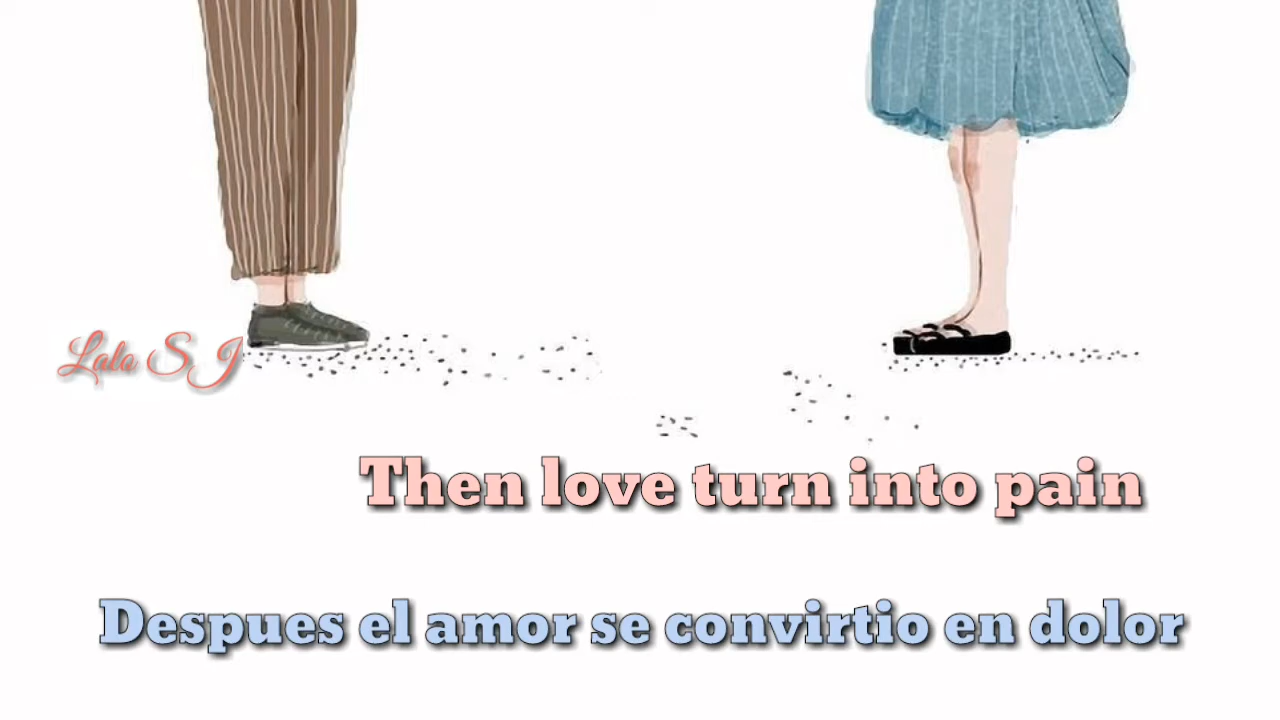 Lalo S J
Then love turn into pain
Despues el amor se convirtio en dolor